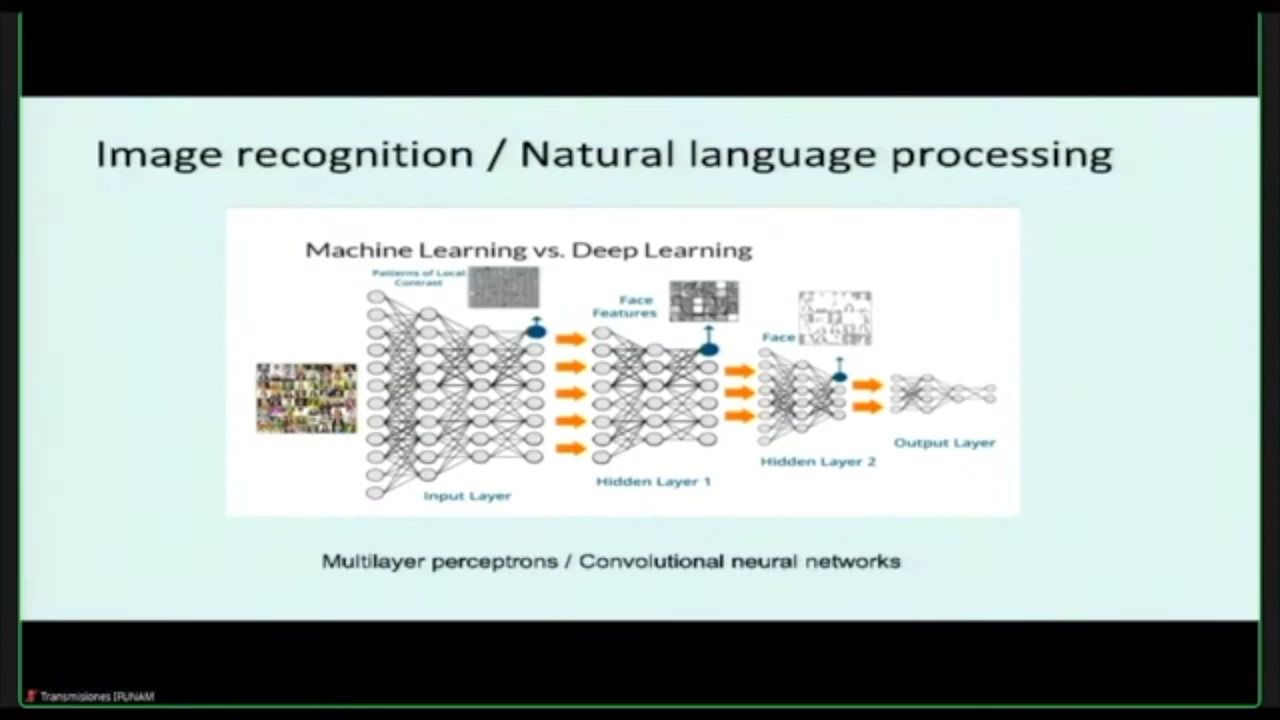 Image recognition / Natural language processing
Machine Learning vs. Deep Learning
Patterns of Local
Contrast
Face
Features
Face
Input Layer
Hidden Layer 1
Hidden Layer 2
Output Layer
Multilayer perceptrons / Convolutional neural networks
Transmisiones IFUNAM